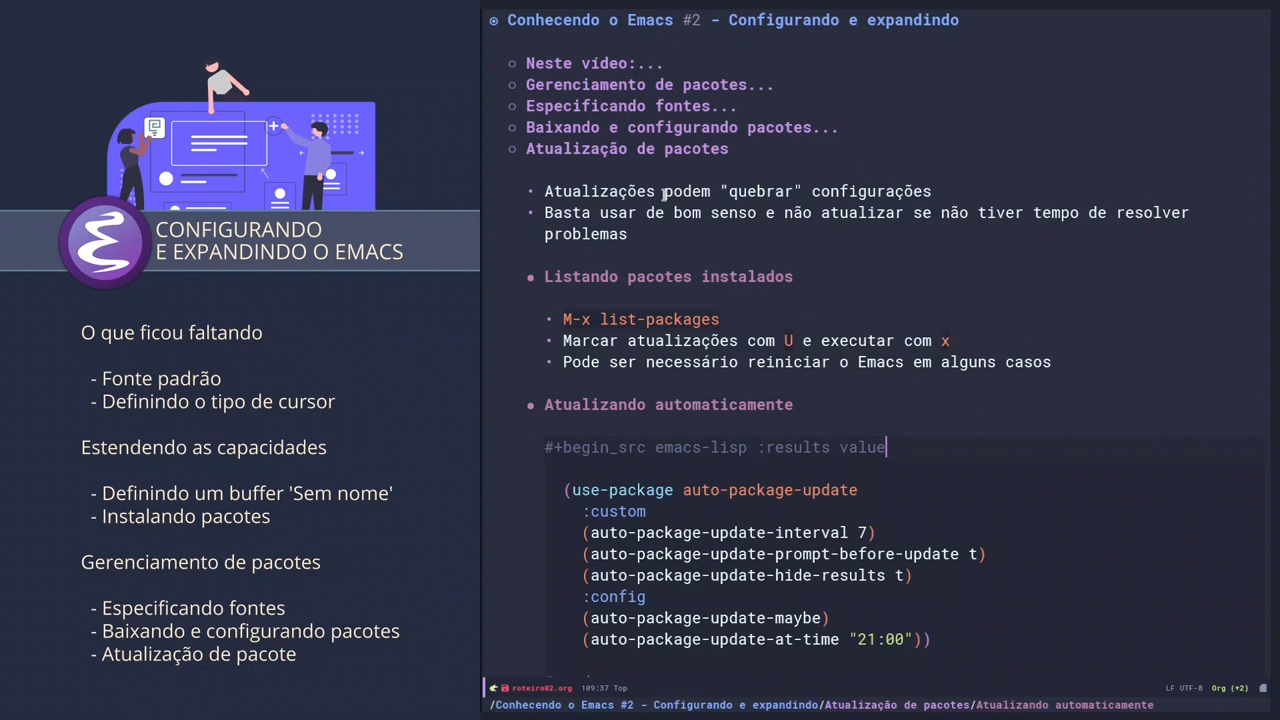 CONFIGURANDO
E EXPANDINDO O EMACS
O que ficou faltando
- Fonte padrão
- Definindo o tipo de cursor
Estendendo as capacidades
- Definindo um buffer 'Sem nome'
- Instalando pacotes
Gerenciamento de pacotes
- Especificando fontes
- Baixando e configurando pacotes
- Atualização de pacote
Conhecendo o Emacs #2 - Configurando e expandindo
Neste vídeo:...
Gerenciamento de pacotes...
Especificando fontes...
Baixando e configurando pacotes...
Atualização de pacotes
Atualizações podem "quebrar" configurações
Basta usar de bom senso e não atualizar se não tiver tempo de resolver
problemas
Listando pacotes instalados
M-x list-packages
Marcar atualizações com U e executar com x
Pode ser necessário reiniciar o Emacs em alguns casos
Atualizando automaticamente
#+begin_src emacs-lisp :results value
(use-package auto-package-update
:custom
(auto-package-update-interval 7)
(auto-package-update-prompt-before-update t)
(auto-package-update-hide-results t)
:config
(auto-package-update-maybe)
(auto-package-update-at-time "21:00"))
roteiro02.org 109:37 Top LF UTF-8 Org (+2)
/Conhecendo o Emacs #2 - Configurando e expandindo/Atualização de pacotes/Atualizando automaticamente